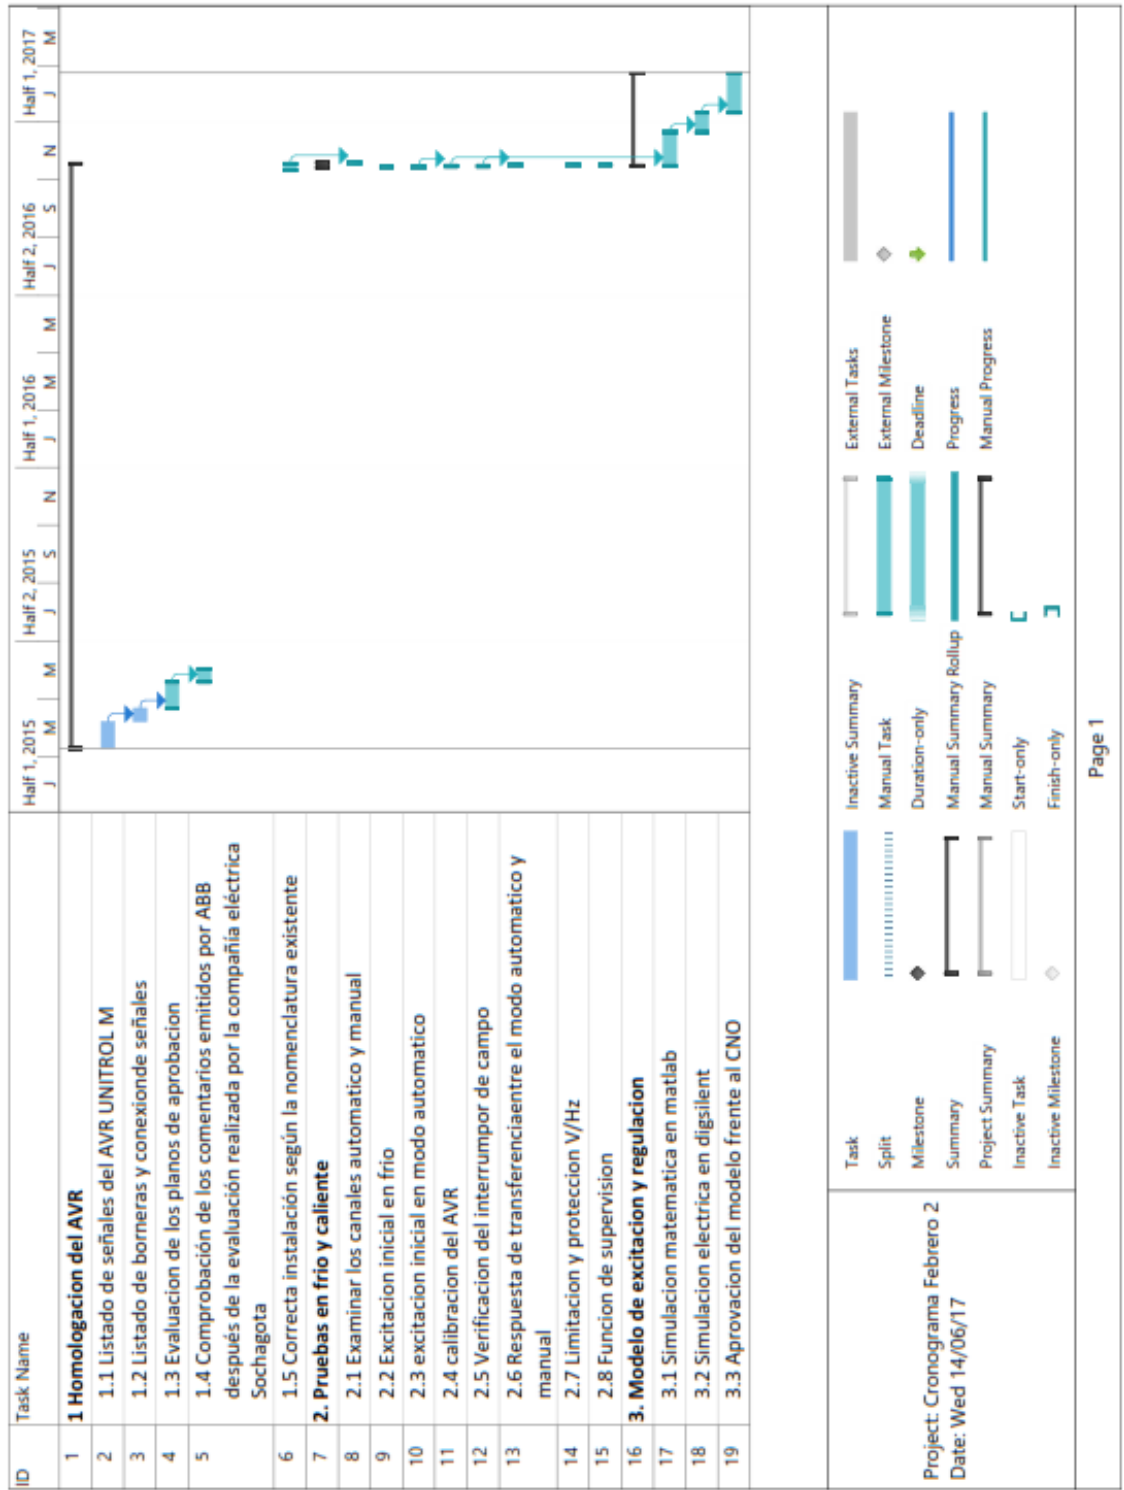 ID Task Name Half 1, 2015 Half 2, 2015 Half 1, 2016 Half 2, 2016 Half 1, 2017
J M M J S N J M M J S N J M
1 1 Homologacion del AVR
2 1.1 Listado de señales del AVR UNITROL M
3 1.2 Listado de borneras y conexionde señales
4 1.3 Evaluacion de los planos de aprobacion
5 1.4 Comprobación de los comentarios emitidos por ABB
después de la evaluación realizada por la compañia eléctrica
Sochagota
6 1.5 Correcta instalación según la nomenclatura existente
7 2. Pruebas en frio y caliente
8 2.1 Examinar los canales automatico y manual
9 2.2 Excitacion inicial en frio
10 2.3 excitacion inicial en modo automatico
11 2.4 calibracion del AVR
12 2.5 Verificacion del interrumpor de campo
13 2.6 Respuesta de transferenciaentre el modo automatico y
manual
14 2.7 Limitacion y proteccion V/Hz
15 2.8 Funcion de supervision
16 3. Modelo de excitacion y regulacion
17 3.1 Simulacion matematica en matlab
18 3.2 Simulacion electrica en digsilent
19 3.3 Aprovacion del modelo frente al CNO
Project: Cronograma Febrero 2
Date: Wed 14/06/17
Task
Split
Milestone
Summary
Project Summary
Inactive Task
Inactive Milestone
Inactive Summary
Manual Task
Duration-only
Manual Summary Rollup
Manual Summary
Start-only
Finish-only
External Tasks
External Milestone
Deadline
Progress
Manual Progress
Page 1